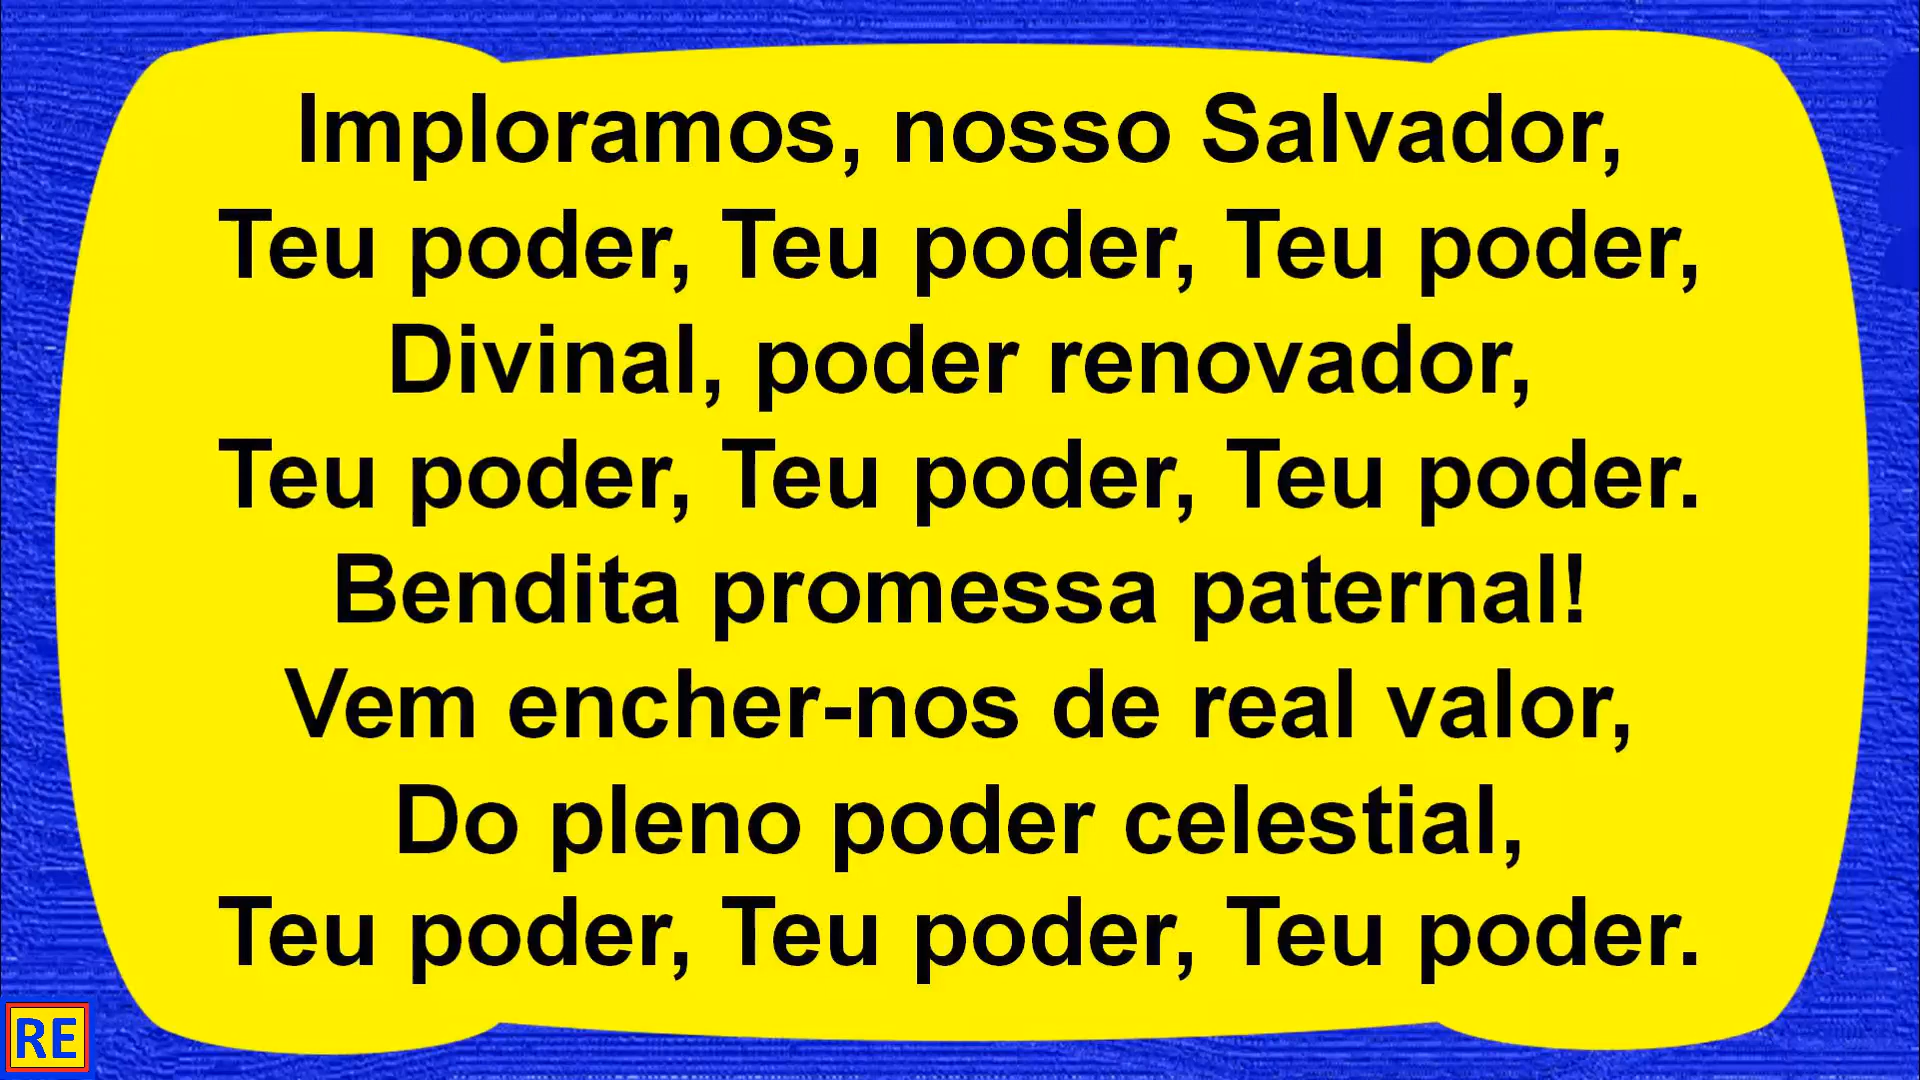 Imploramos, nosso Salvador,
Teu poder, Teu poder, Teu poder,
Divinal, poder renovador,
Teu poder, Teu poder, Teu poder.
Bendita promessa paternal!
Vem encher-nos de real valor,
Do pleno poder celestial,
Teu poder, Teu poder, Teu poder.
RE